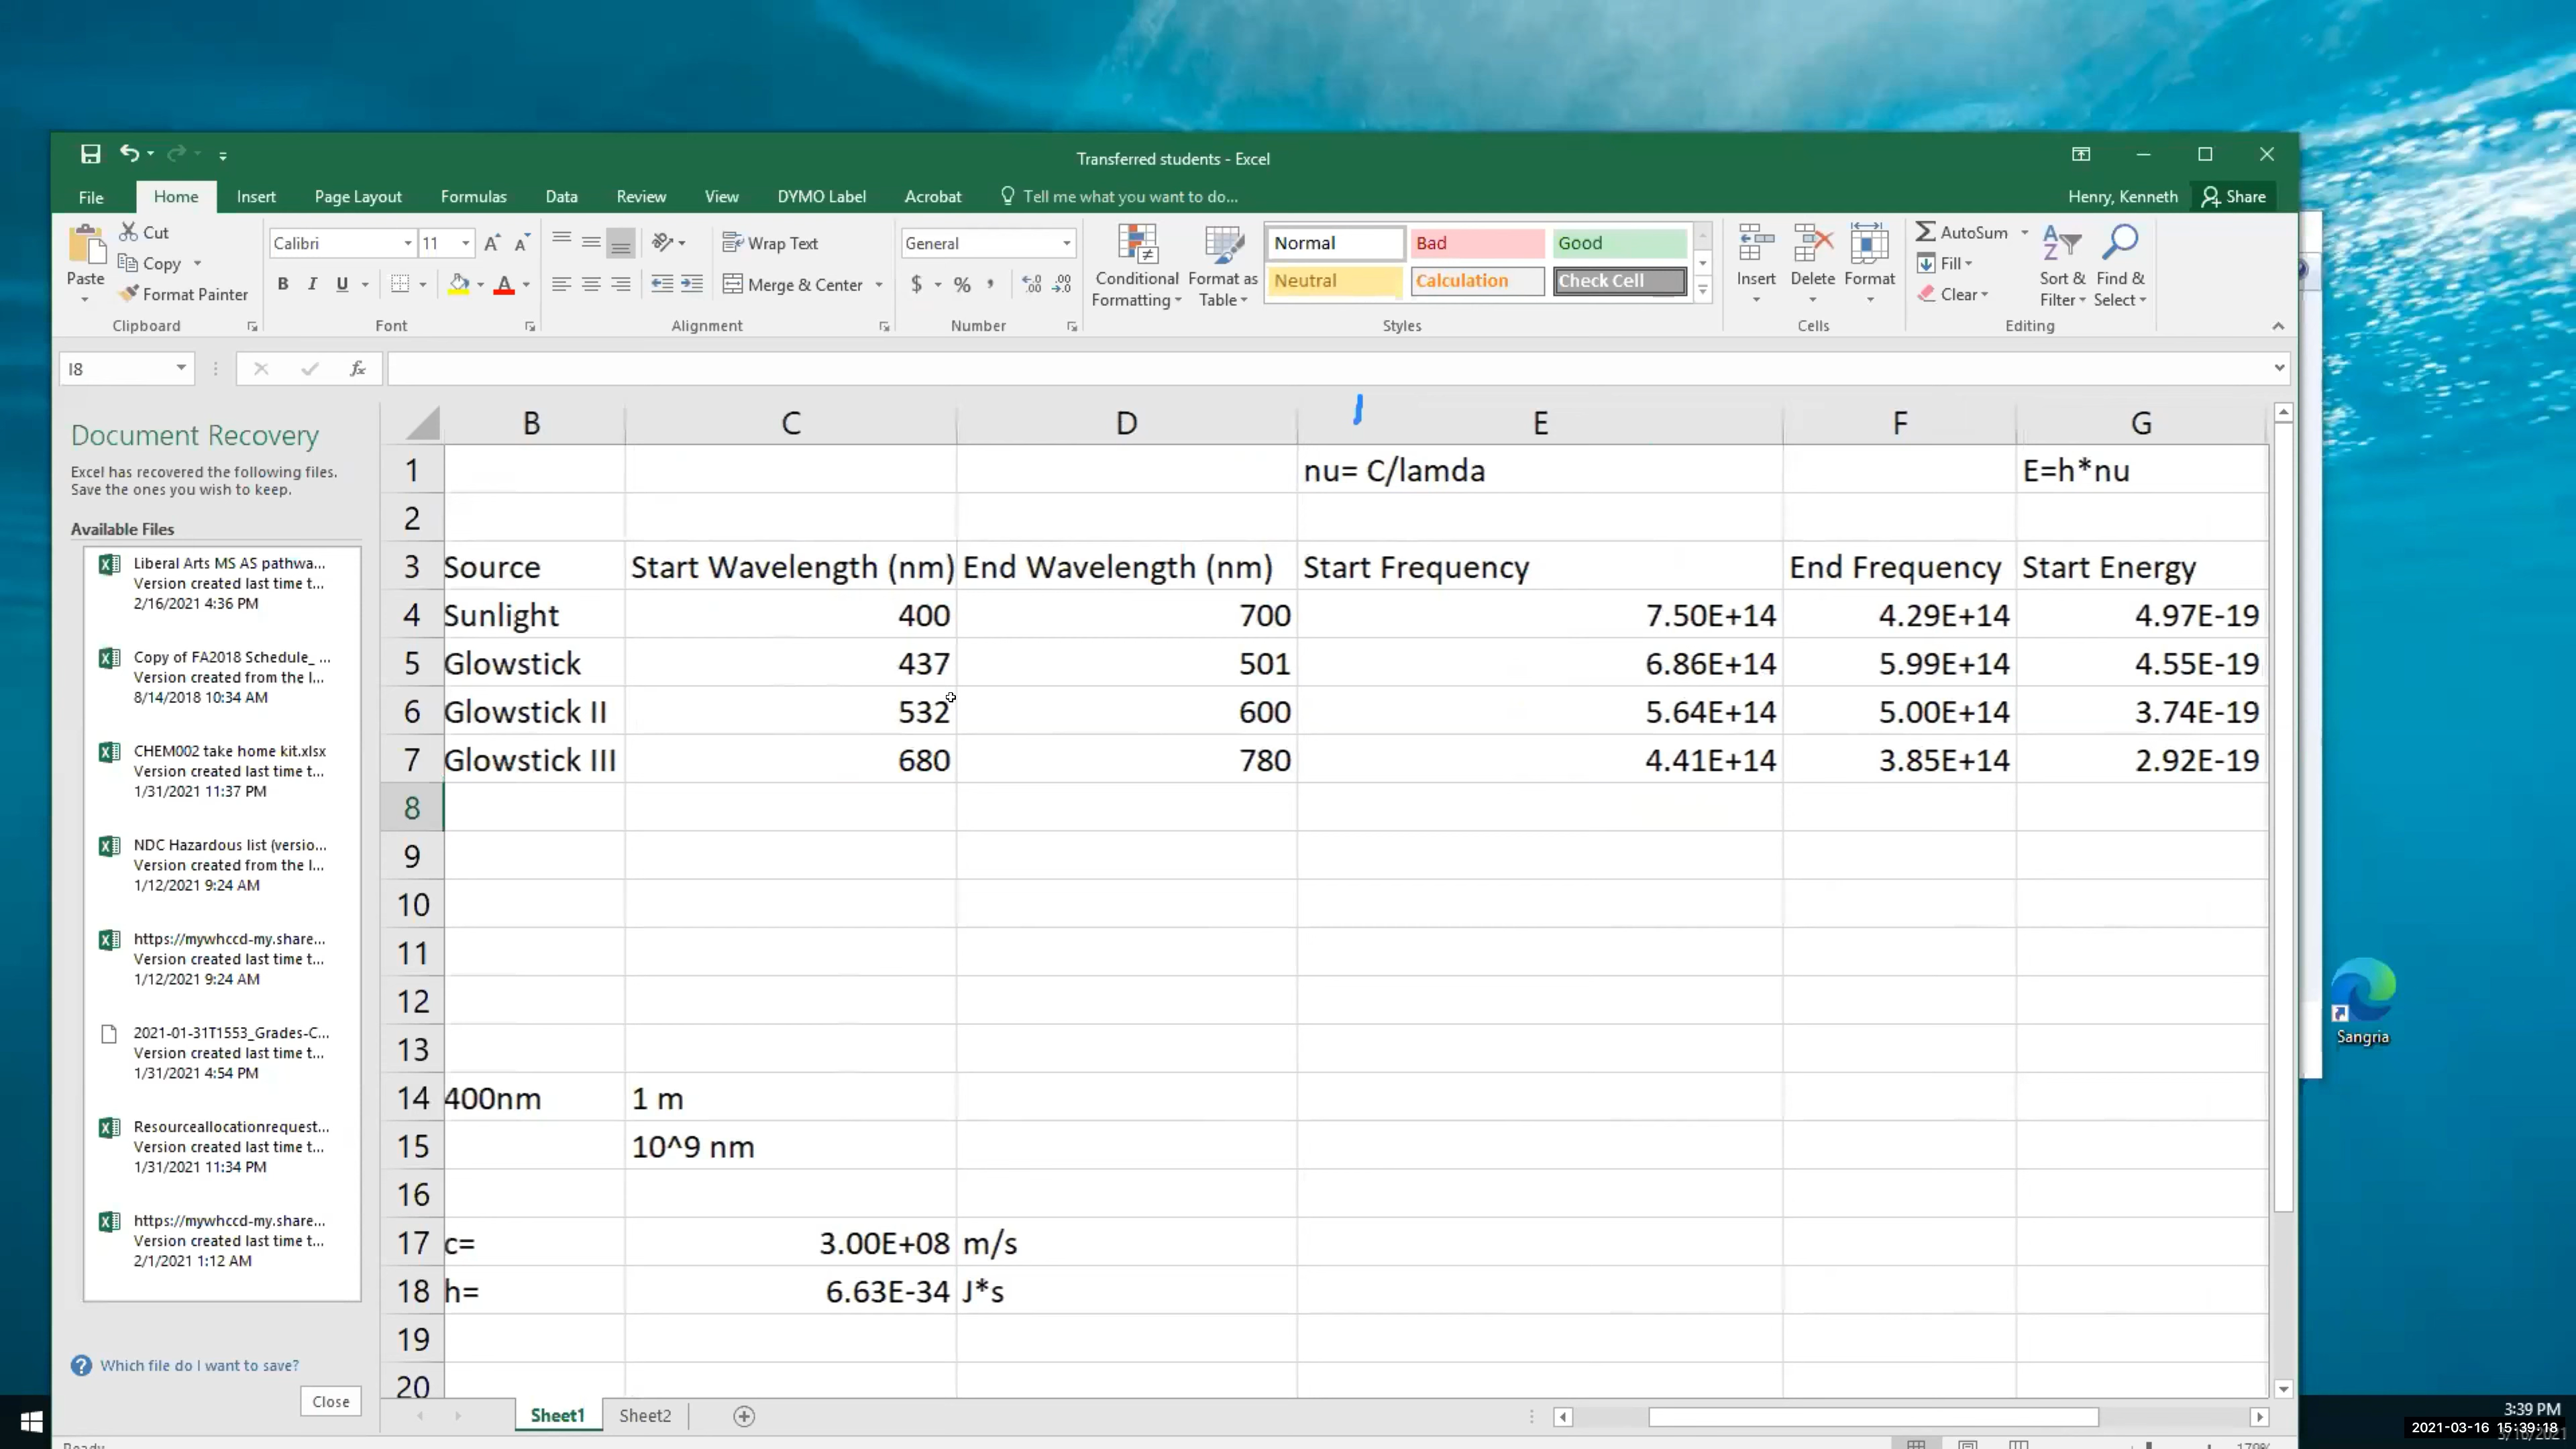 Transferred students - Excel
File Home Insert Page Layout Formulas Data Review View DYMO Label Acrobat Tell me what you want to do... Henry, Kenneth Share
Paste
Cut
Copy
Format Painter
Clipboard
Calibri 11
B I U
Font
Wrap Text
Merge & Center
Alignment
General
$ %
Number
Conditional Formatting
Format as Table
Normal Bad Good
Neutral Calculation Check Cell
Styles
Insert Delete Format
Cells
AutoSum
Fill
Clear
Sort & Filter
Find & Select
Editing
I8
fx
Document Recovery
Excel has recovered the following files.
Save the ones you wish to keep.
Available Files
Liberal Arts MS AS pathwa...
Version created last time t...
2/16/2021 4:36 PM
Copy of FA2018 Schedule_ ...
Version created from the l...
8/14/2018 10:34 AM
CHEM002 take home kit.xlsx
Version created last time t...
1/31/2021 11:37 PM
NDC Hazardous list (versio...
Version created from the l...
1/12/2021 9:24 AM
https://mywhccd-my.share...
Version created last time t...
1/12/2021 9:24 AM
2021-01-31T1553_Grades-C...
Version created last time t...
1/31/2021 4:54 PM
Resourceallocationrequest...
Version created last time t...
1/31/2021 11:34 PM
https://mywhccd-my.share...
Version created last time t...
2/1/2021 1:12 AM
Which file do I want to save?
Close
B C D E F G
1 nu= C/lamda E=h*nu
2
3 Source Start Wavelength (nm) End Wavelength (nm) Start Frequency End Frequency Start Energy
4 Sunlight 400 700 7.50E+14 4.29E+14 4.97E-19
5 Glowstick 437 501 6.86E+14 5.99E+14 4.55E-19
6 Glowstick II 532 600 5.64E+14 5.00E+14 3.74E-19
7 Glowstick III 680 780 4.41E+14 3.85E+14 2.92E-19
8
9
10
11
12
13
14 400nm 1 m
15 10^9 nm
16
17 c= 3.00E+08 m/s
18 h= 6.63E-34 J*s
19
20
Sheet1 Sheet2
Sangria
3:39 PM
2021-03-16 15:39:18